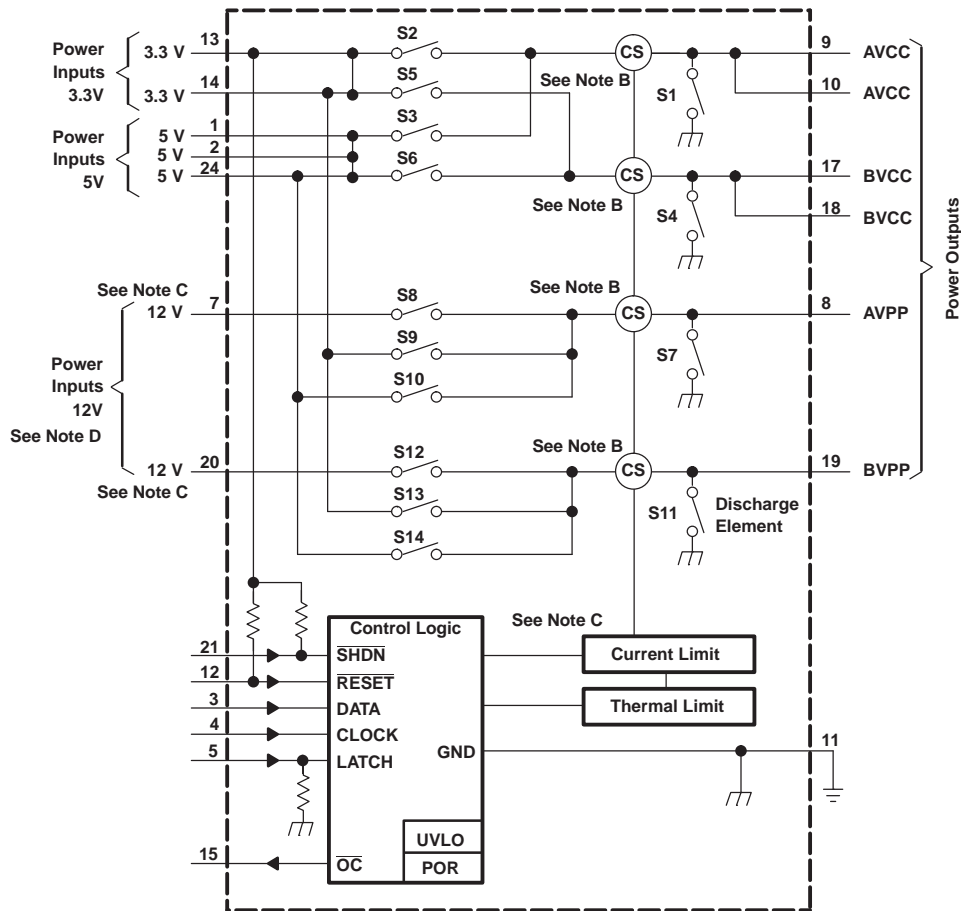 Power
Inputs
3.3V
3.3 V
13
S2
CS
9
AVCC
See Note B
14
3.3 V
S5
S1
10
AVCC
Power
Inputs
5V
5 V
1
S3
5 V
2
5 V
24
S6
CS
17
BVCC
See Note B
S4
18
BVCC
Power Outputs
See Note C
12 V
7
S8
See Note B
CS
8
AVPP
S9
S7
S10
Power
Inputs
12V
See Note D
See Note B
12 V
20
S12
CS
19
BVPP
See Note C
S13
S11
Discharge
Element
S14
Control Logic
See Note C
21
SHDN
Current Limit
12
RESET
Thermal Limit
3
DATA
4
CLOCK
5
LATCH
GND
11
UVLO
15
OC
POR